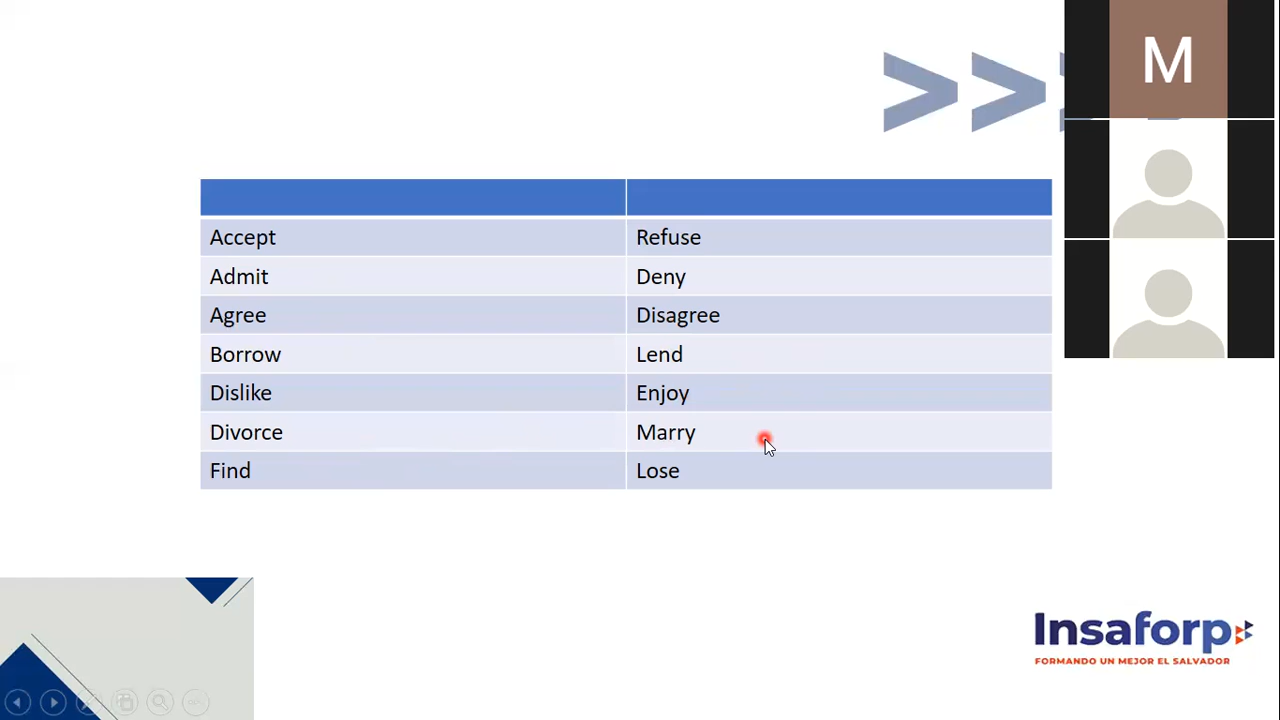 M
>>
Accept Refuse
Admit Deny
Agree Disagree
Borrow Lend
Dislike Enjoy
Divorce Marry
Find Lose
Insaforp
FORMANDO UN MEJOR EL SALVADOR